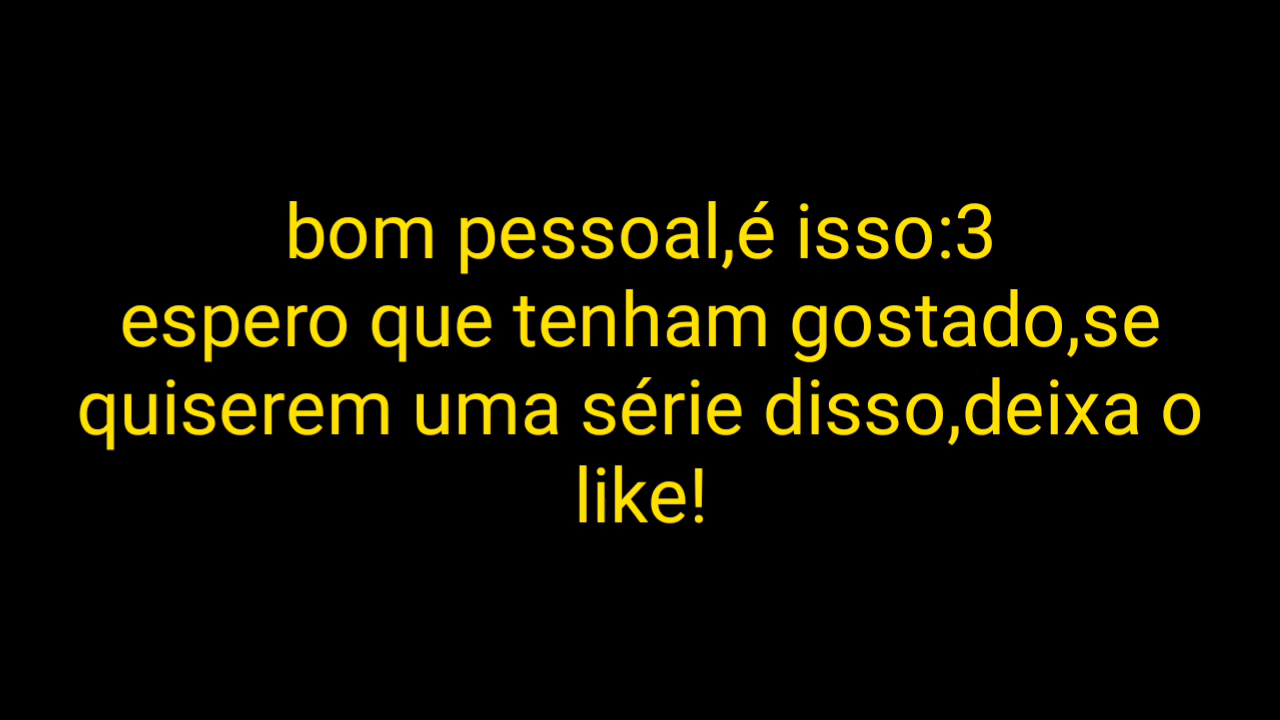 bom pessoal,é isso:3
espero que tenham gostado,se
quiserem uma série disso,deixa o
like!